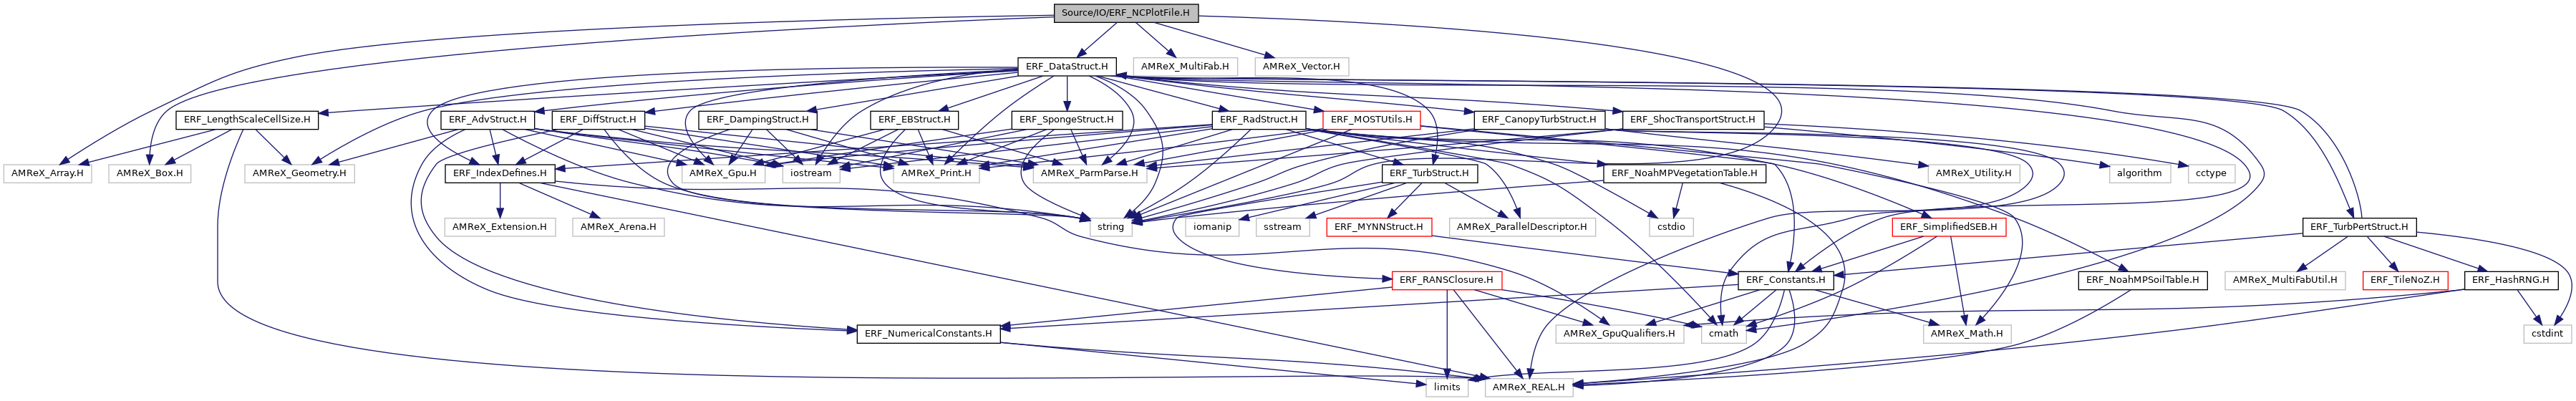 Source/IO/ERF_NCPlotFile.H
ERF_DataStruct.H
AMReX_MultiFab.H
AMReX_Vector.H
ERF_LengthScaleCellSize.H
ERF_AdvStruct.H
ERF_DiffStruct.H
ERF_DampingStruct.H
ERF_EBStruct.H
ERF_SpongeStruct.H
ERF_RadStruct.H
ERF_MOSTUtils.H
ERF_CanopyTurbStruct.H
ERF_ShocTransportStruct.H
AMReX_Array.H
AMReX_Box.H
AMReX_Geometry.H
ERF_IndexDefines.H
AMReX_Gpu.H
iostream
AMReX_Print.H
AMReX_ParmParse.H
ERF_TurbStruct.H
ERF_NoahMPVegetationTable.H
AMReX_Utility.H
algorithm
cctype
AMReX_Extension.H
AMReX_Arena.H
string
iomanip
sstream
ERF_MYNNStruct.H
AMReX_ParallelDescriptor.H
cstdio
ERF_SimplifiedSEB.H
ERF_TurbPertStruct.H
ERF_RANSClosure.H
ERF_Constants.H
ERF_NoahMPSoilTable.H
AMReX_MultiFabUtil.H
ERF_TileNoZ.H
ERF_HashRNG.H
ERF_NumericalConstants.H
AMReX_GpuQualifiers.H
cmath
AMReX_Math.H
cstdint
limits
AMReX_REAL.H